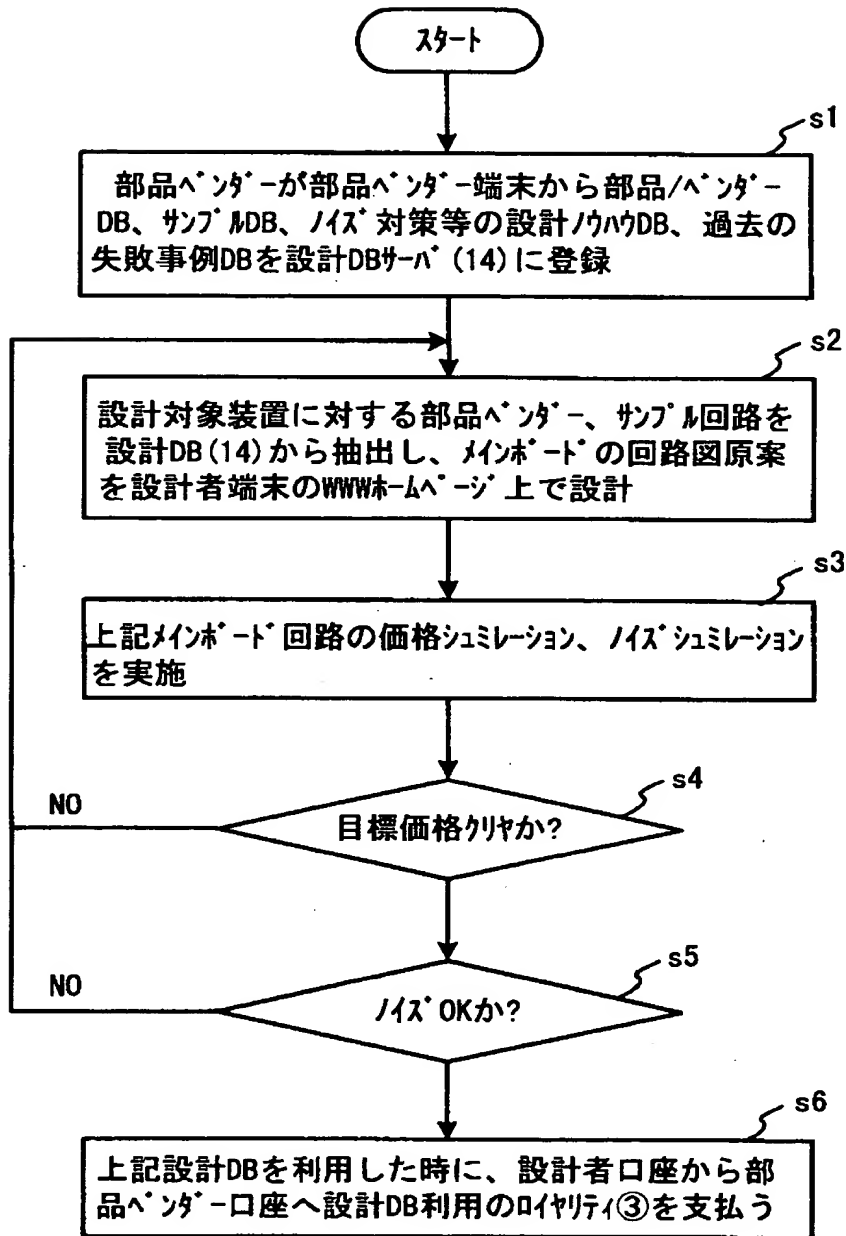 ｽﾀｰﾄ
s1
部品ﾍﾞﾝﾀﾞｰが部品ﾍﾞﾝﾀﾞｰ端末から部品/ﾍﾞﾝﾀﾞｰ
DB、ｻﾝﾌﾟﾙDB、ﾉｲｽﾞ対策等の設計ﾉｳﾊｳDB、過去の
失敗事例DBを設計DBｻｰﾊﾞ(14)に登録
s2
設計対象装置に対する部品ﾍﾞﾝﾀﾞｰ、ｻﾝﾌﾟﾙ回路を
設計DB(14)から抽出し、ﾒｲﾝﾎﾞｰﾄﾞの回路図原案
を設計者端末のWWWﾎｰﾑﾍﾟｰｼﾞ上で設計
s3
上記ﾒｲﾝﾎﾞｰﾄﾞ回路の価格ｼｭﾐﾚｰｼｮﾝ、ﾉｲｽﾞｼｭﾐﾚｰｼｮﾝ
を実施
s4
NO
目標価格ｸﾘﾔか?
s5
NO
ﾉｲｽﾞOKか?
s6
上記設計DBを利用した時に、設計者口座から部
品ﾍﾞﾝﾀﾞｰ口座へ設計DB利用のﾛｲﾔﾘﾃｨ③を支払う